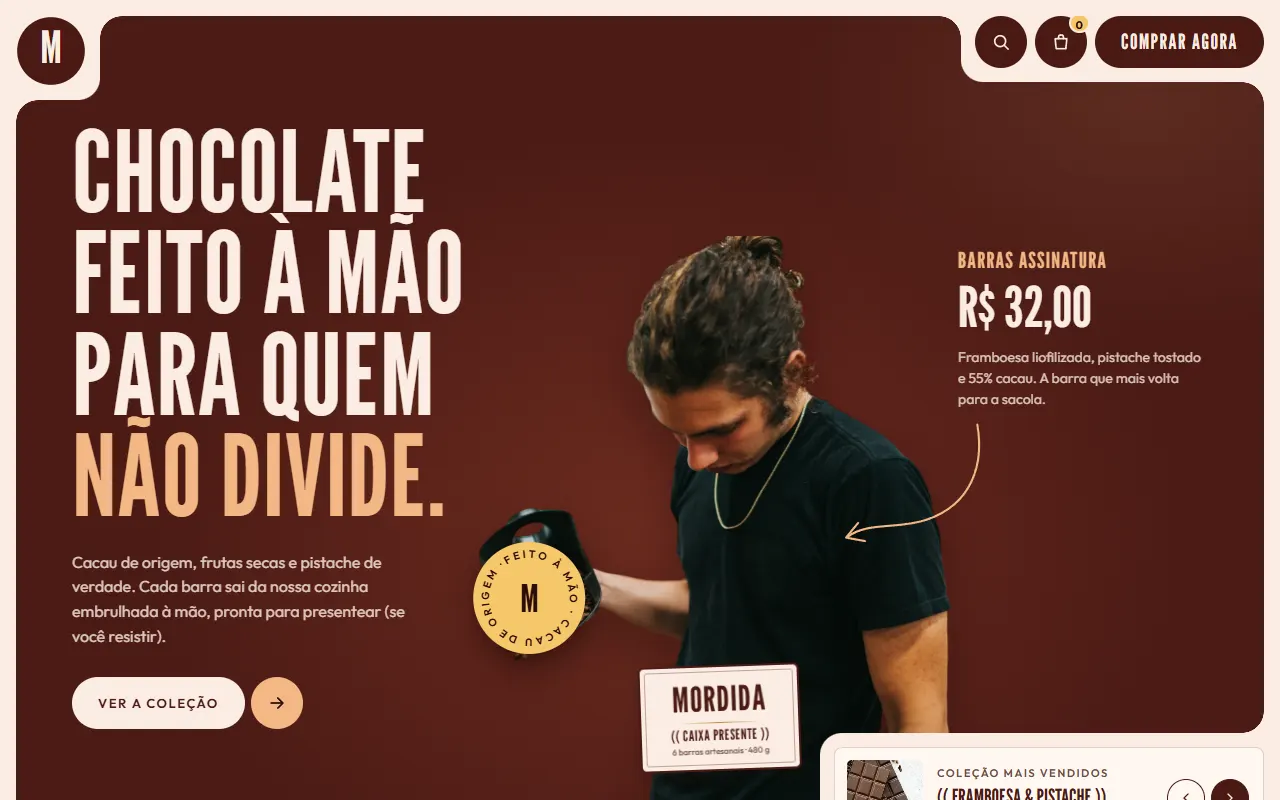 M
0
COMPRAR AGORA
CHOCOLATE
FEITO À MÃO
PARA QUEM
NÃO DIVIDE.
Cacau de origem, frutas secas e pistache de
verdade. Cada barra sai da nossa cozinha
embrulhada à mão, pronta para presentear (se
você resistir).
VER A COLEÇÃO
BARRAS ASSINATURA
R$ 32,00
Framboesa liofilizada, pistache tostado
e 55% cacau. A barra que mais volta
para a sacola.
FEITO À MÃO · CACAU DE ORIGEM ·
M
MORDIDA
(( CAIXA PRESENTE ))
6 barras artesanais · 480 g
COLEÇÃO MAIS VENDIDOS
(( FRAMBOESA & PISTACHE ))